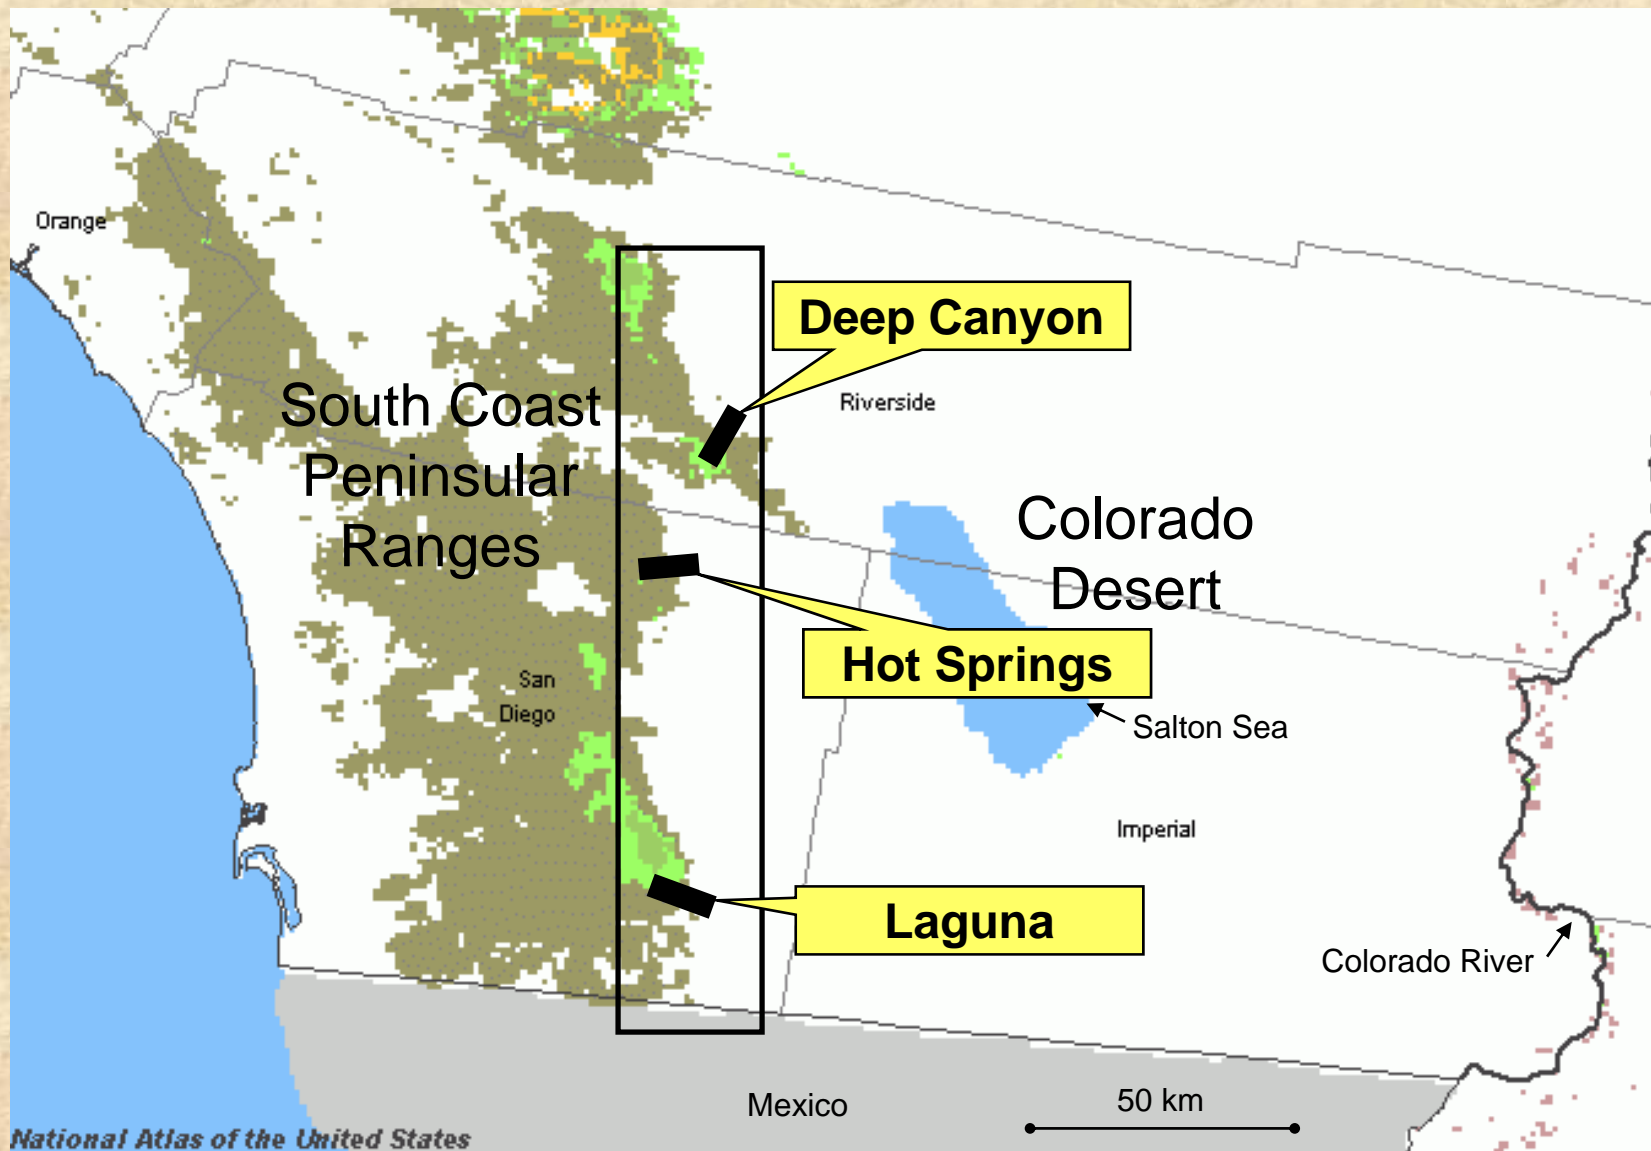 Orange
Deep Canyon
South Coast
Peninsular
Ranges
Riverside
Colorado
Desert
Hot Springs
San
Diego
Salton Sea
Imperial
Laguna
Colorado River
Mexico
50 km
National Atlas of the United States